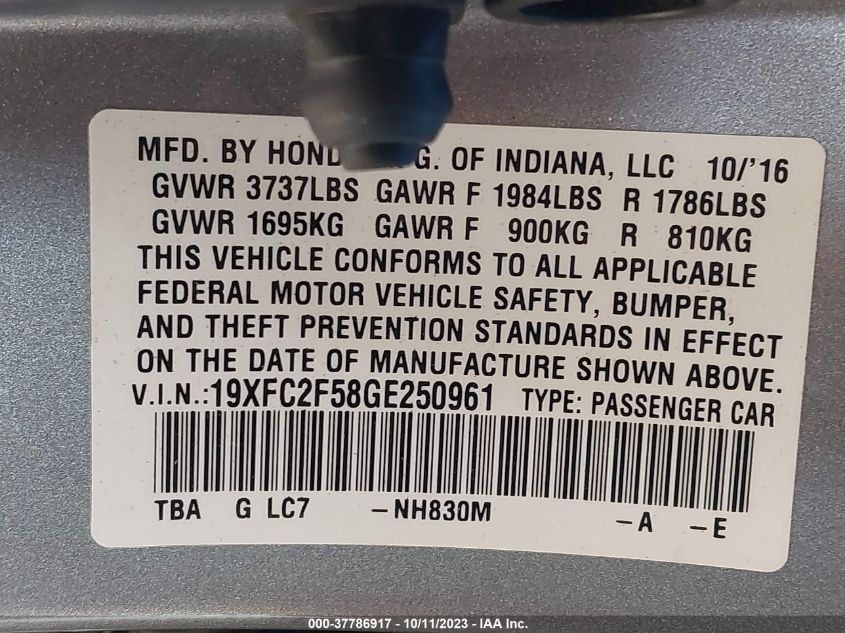 MFD. BY HOND G. OF INDIANA, LLC 10/'16
GVWR 3737LBS GAWR F 1984LBS R 1786LBS
GVWR 1695KG GAWR F 900KG R 810KG
THIS VEHICLE CONFORMS TO ALL APPLICABLE
FEDERAL MOTOR VEHICLE SAFETY, BUMPER,
AND THEFT PREVENTION STANDARDS IN EFFECT
ON THE DATE OF MANUFACTURE SHOWN ABOVE.
V.I.N.:19XFC2F58GE250961 TYPE: PASSENGER CAR
TBA G LC7 -NH830M -A -E
000-37786917 - 10/11/2023 - IAA Inc.